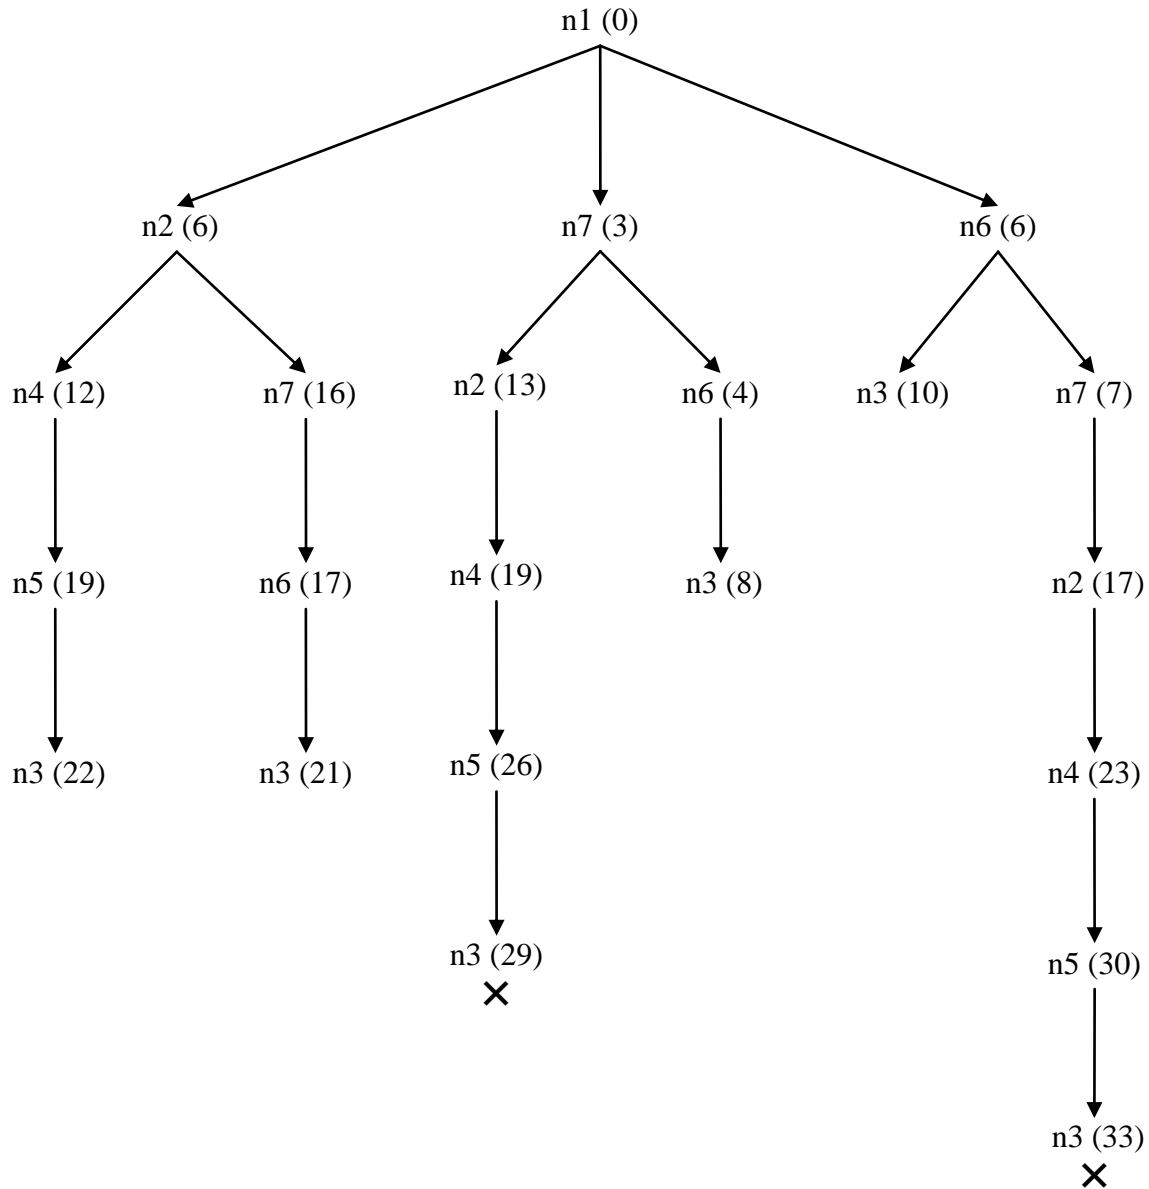 n1 (0)
n2 (6)
n7 (3)
n6 (6)
n4 (12)
n7 (16)
n2 (13)
n6 (4)
n3 (10)
n7 (7)
n5 (19)
n6 (17)
n4 (19)
n3 (8)
n2 (17)
n3 (22)
n3 (21)
n5 (26)
n4 (23)
n3 (29)
n5 (30)
n3 (33)